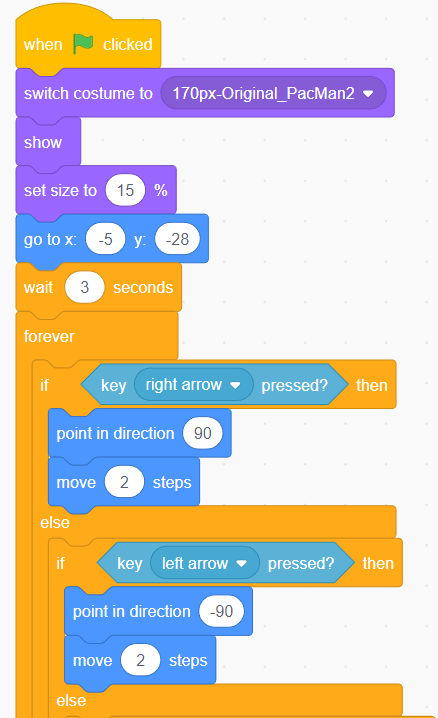 when clicked
switch costume to 170px-Original_PacMan2
show
set size to 15 %
go to x: -5 y: -28
wait 3 seconds
forever
if key right arrow pressed? then
point in direction 90
move 2 steps
else
if key left arrow pressed? then
point in direction -90
move 2 steps
else